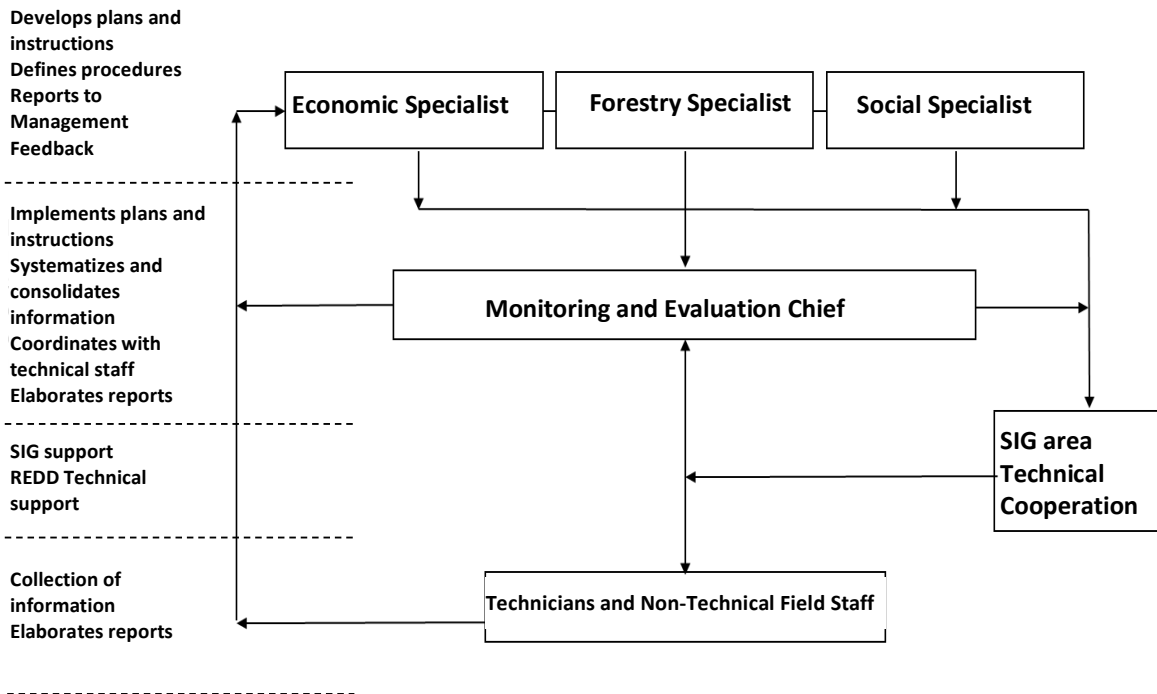 Develops plans and
instructions
Defines procedures
Reports to
Management
Feedback
Economic Specialist
Forestry Specialist
Social Specialist
Implements plans and
instructions
Systematizes and
consolidates
information
Coordinates with
technical staff
Elaborates reports
Monitoring and Evaluation Chief
SIG support
REDD Technical
support
SIG area
Technical
Cooperation
Collection of
information
Elaborates reports
Technicians and Non-Technical Field Staff